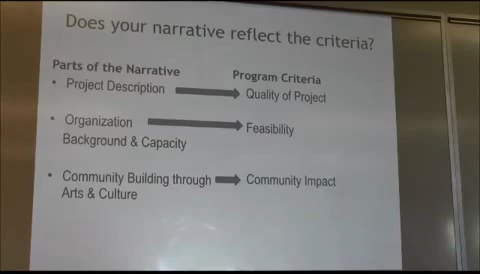 Does your narrative reflect the criteria?
Parts of the Narrative
Program Criteria
• Project Description
Quality of Project
• Organization
Background & Capacity
Feasibility
• Community Building through
Arts & Culture
Community Impact